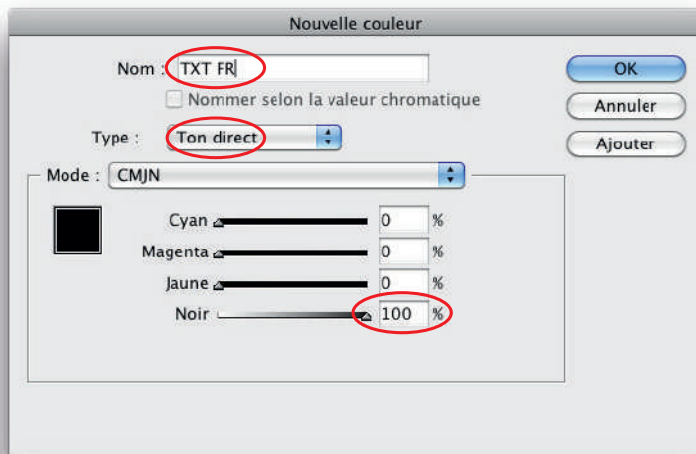 Nouvelle couleur
Nom : TXT FR
Nommer selon la valeur chromatique
Type : Ton direct
OK
Annuler
Ajouter
Mode : CMJN
Cyan 0 %
Magenta 0 %
Jaune 0 %
Noir 100 %